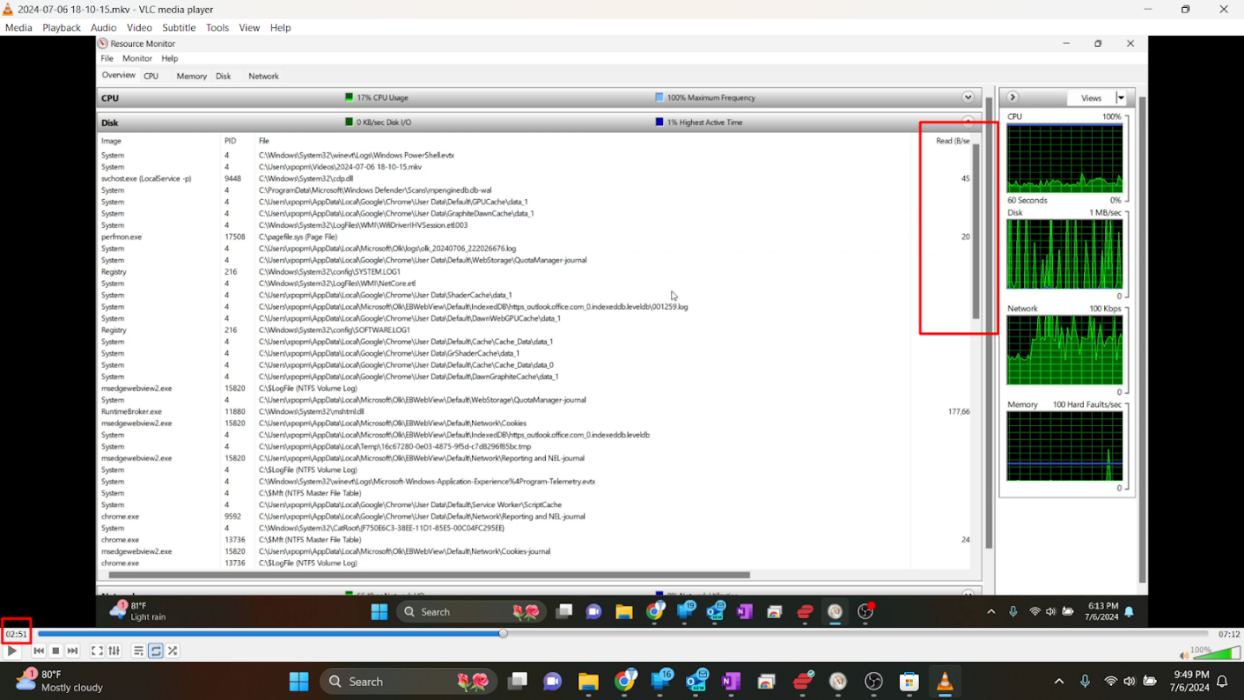 2024-07-06 18-10-15.mkv - VLC media player
Media Playback Audio Video Subtitle Tools View Help
Resource Monitor
File Monitor Help
Overview CPU Memory Disk Network
CPU 17% CPU Usage 100% Maximum Frequency
Disk 0 KB/sec Disk I/O 1% Highest Active Time
Image PID File Read (B/se
System 4 C:\Windows\System32\winevt\Logs\Windows PowerShell.evtx
System 4 C:\Users\vpopm\Videos\2024-07-06 18-10-15.mkv
svchost.exe (LocalService -p) 9448 C:\Windows\System32\cdp.dll 45
System 4 C:\ProgramData\Microsoft\Windows Defender\Scans\mpenginedb.db-wal
System 4 C:\Users\vpopm\AppData\Local\Google\Chrome\User Data\Default\GPUCache\data_1
System 4 C:\Users\vpopm\AppData\Local\Google\Chrome\User Data\GraphiteDawnCache\data_1
System 4 C:\Windows\System32\LogFiles\WMI\WifiDriverIHVSession.etl.003
perfmon.exe 17508 C:\pagefile.sys (Page File) 20
System 4 C:\Users\vpopm\AppData\Local\Microsoft\Olk\logs\olk_20240706_222026676.log
System 4 C:\Users\vpopm\AppData\Local\Google\Chrome\User Data\Default\WebStorage\QuotaManager-journal
Registry 216 C:\Windows\System32\config\SYSTEM.LOG1
System 4 C:\Windows\System32\LogFiles\WMI\NetCore.etl
System 4 C:\Users\vpopm\AppData\Local\Google\Chrome\User Data\ShaderCache\data_1
System 4 C:\Users\vpopm\AppData\Local\Microsoft\Olk\EBWebView\Default\IndexedDB\https_outlook.office.com_0.indexeddb.leveldb\001259.log
System 4 C:\Users\vpopm\AppData\Local\Google\Chrome\User Data\Default\DawnWebGPUCache\data_1
Registry 216 C:\Windows\System32\config\SOFTWARE.LOG1
System 4 C:\Users\vpopm\AppData\Local\Google\Chrome\User Data\Default\Cache\Cache_Data\data_1
System 4 C:\Users\vpopm\AppData\Local\Google\Chrome\User Data\GrShaderCache\data_1
System 4 C:\Users\vpopm\AppData\Local\Google\Chrome\User Data\Default\Cache\Cache_Data\data_0
System 4 C:\Users\vpopm\AppData\Local\Google\Chrome\User Data\Default\DawnGraphiteCache\data_1
msedgewebview2.exe 15820 C:\$LogFile (NTFS Volume Log)
System 4 C:\Users\vpopm\AppData\Local\Microsoft\Olk\EBWebView\Default\WebStorage\QuotaManager-journal
RuntimeBroker.exe 11880 C:\Windows\System32\mshtml.dll 177,66
msedgewebview2.exe 15820 C:\Users\vpopm\AppData\Local\Microsoft\Olk\EBWebView\Default\Network\Cookies
System 4 C:\Users\vpopm\AppData\Local\Microsoft\Olk\EBWebView\Default\IndexedDB\https_outlook.office.com_0.indexeddb.leveldb
System 4 C:\Users\vpopm\AppData\Local\Temp\16c67280-0e03-4875-9f5d-c7d8296f85bc.tmp
msedgewebview2.exe 15820 C:\Users\vpopm\AppData\Local\Microsoft\Olk\EBWebView\Default\Network\Reporting and NEL-journal
System 4 C:\$LogFile (NTFS Volume Log)
System 4 C:\Windows\System32\winevt\Logs\Microsoft-Windows-Application-Experience%4Program-Telemetry.evtx
System 4 C:\$Mft (NTFS Master File Table)
System 4 C:\Users\vpopm\AppData\Local\Google\Chrome\User Data\Default\Service Worker\ScriptCache
chrome.exe 9592 C:\Users\vpopm\AppData\Local\Google\Chrome\User Data\Default\Network\Reporting and NEL-journal
System 4 C:\Windows\System32\CatRoot\{F750E6C3-38EE-11D1-85E5-00C04FC295EE}
chrome.exe 13736 C:\$Mft (NTFS Master File Table) 24
msedgewebview2.exe 15820 C:\Users\vpopm\AppData\Local\Microsoft\Olk\EBWebView\Default\Network\Cookies-journal
chrome.exe 13736 C:\$LogFile (NTFS Volume Log)
Views
CPU 100%
60 Seconds 0%
Disk 1 MB/sec
0
Network 100 Kbps
0
Memory 100 Hard Faults/sec
0
81°F
Light rain
Search
6:13 PM
7/6/2024
02:51 07:12
100%
80°F
Mostly cloudy
Search
16
9:49 PM
7/6/2024